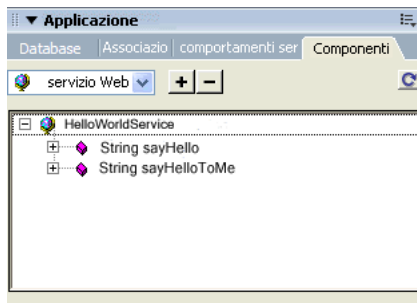 Applicazione
Database Associazio comportamenti ser Componenti
servizio Web
HelloWorldService
String sayHello
String sayHelloToMe